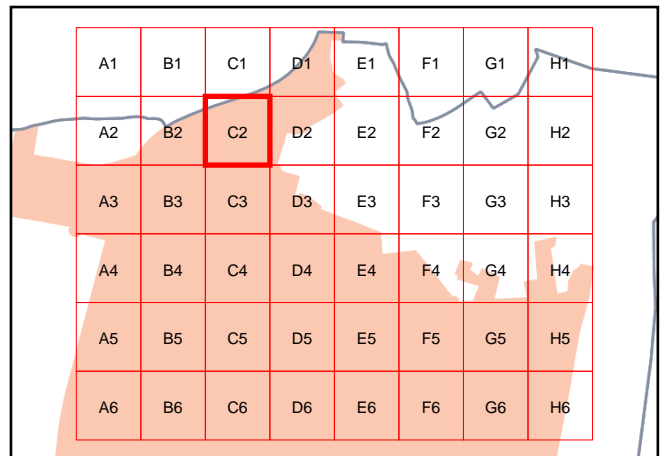 A1 B1 C1 D1 E1 F1 G1 H1
A2 B2 C2 D2 E2 F2 G2 H2
A3 B3 C3 D3 E3 F3 G3 H3
A4 B4 C4 D4 E4 F4 G4 H4
A5 B5 C5 D5 E5 F5 G5 H5
A6 B6 C6 D6 E6 F6 G6 H6